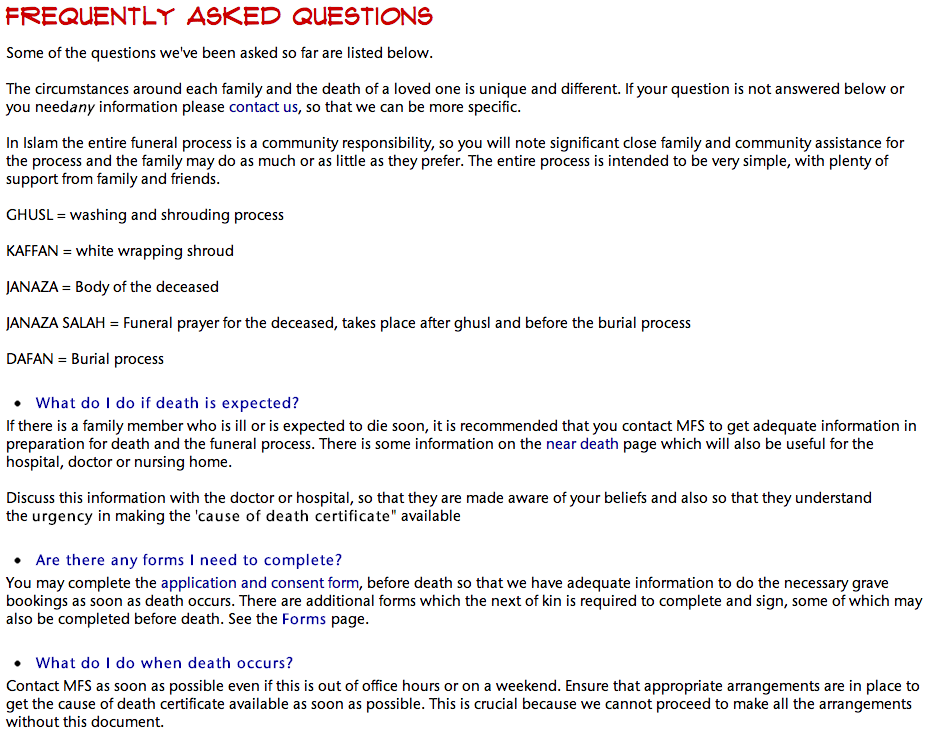 FREQUENTLY ASKED QUESTIONS
Some of the questions we've been asked so far are listed below.
The circumstances around each family and the death of a loved one is unique and different. If your question is not answered below or
you needany information please contact us, so that we can be more specific.
In Islam the entire funeral process is a community responsibility, so you will note significant close family and community assistance for
the process and the family may do as much or as little as they prefer. The entire process is intended to be very simple, with plenty of
support from family and friends.
GHUSL = washing and shrouding process
KAFFAN = white wrapping shroud
JANAZA = Body of the deceased
JANAZA SALAH = Funeral prayer for the deceased, takes place after ghusl and before the burial process
DAFAN = Burial process
• What do I do if death is expected?
If there is a family member who is ill or is expected to die soon, it is recommended that you contact MFS to get adequate information in
preparation for death and the funeral process. There is some information on the near death page which will also be useful for the
hospital, doctor or nursing home.
Discuss this information with the doctor or hospital, so that they are made aware of your beliefs and also so that they understand
the urgency in making the 'cause of death certificate" available
• Are there any forms I need to complete?
You may complete the application and consent form, before death so that we have adequate information to do the necessary grave
bookings as soon as death occurs. There are additional forms which the next of kin is required to complete and sign, some of which may
also be completed before death. See the Forms page.
• What do I do when death occurs?
Contact MFS as soon as possible even if this is out of office hours or on a weekend. Ensure that appropriate arrangements are in place to
get the cause of death certificate available as soon as possible. This is crucial because we cannot proceed to make all the arrangements
without this document.